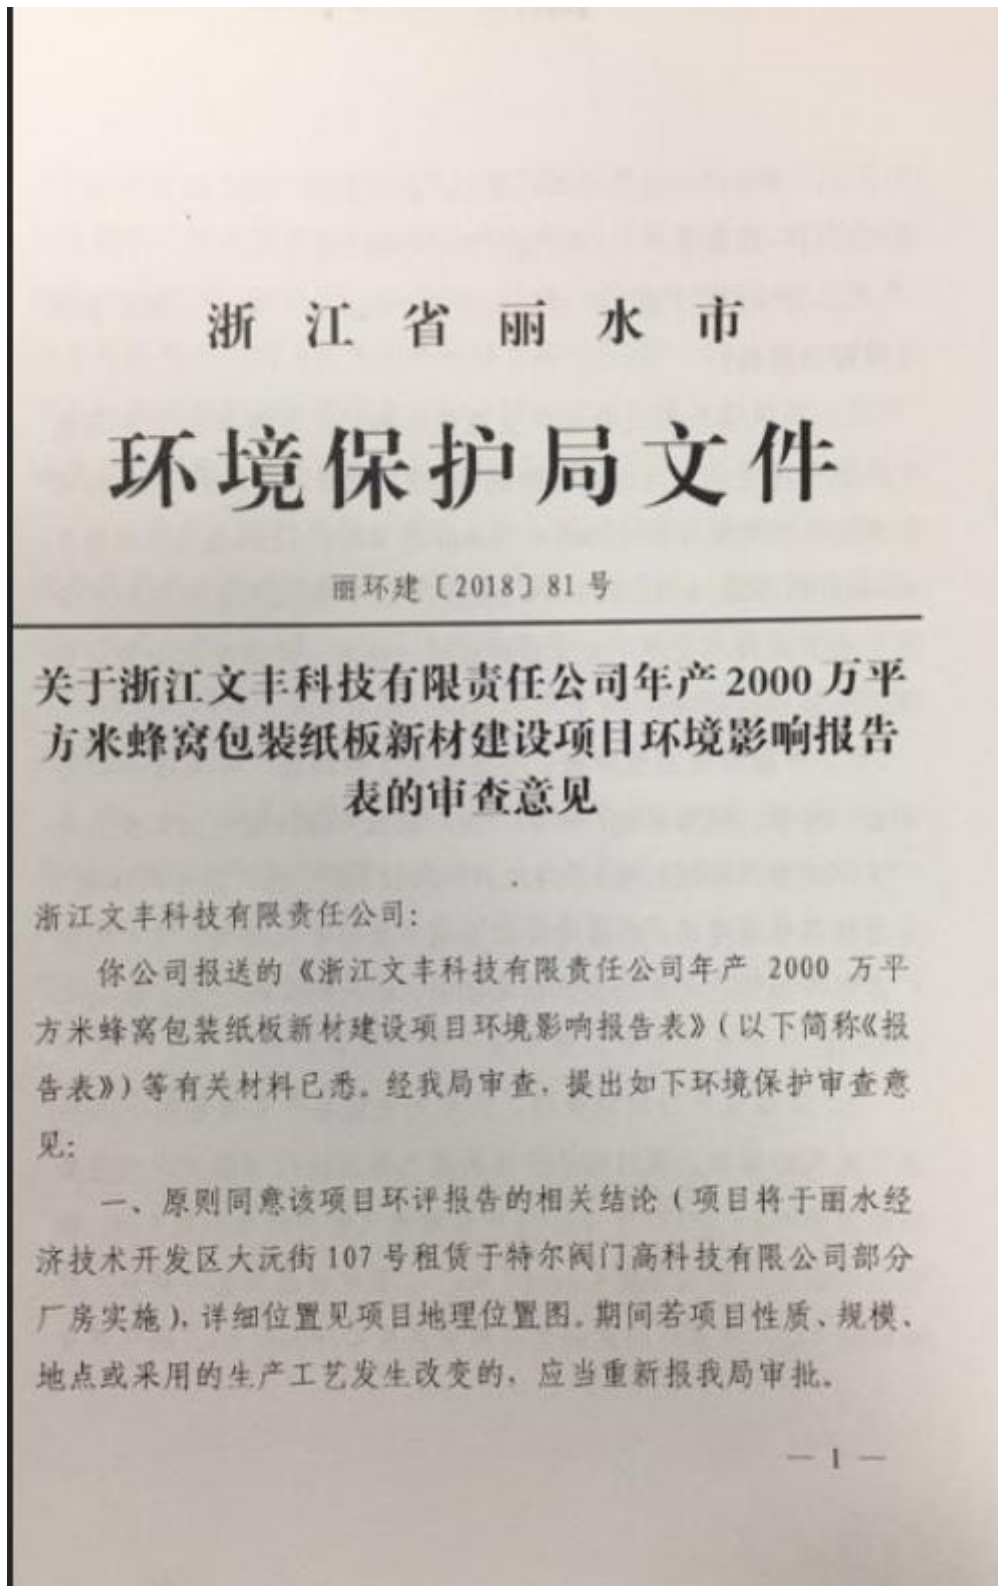 浙江省丽水市
环境保护局文件
丽环建〔2018〕81号
关于浙江文丰科技有限责任公司年产2000万平
方米蜂窝包装纸板新材建设项目环境影响报告
表的审查意见
浙江文丰科技有限责任公司:
你公司报送的《浙江文丰科技有限责任公司年产 2000 万平
方米蜂窝包装纸板新材建设项目环境影响报告表》(以下简称《报
告表》)等有关材料已悉。经我局审查,提出如下环境保护审查意
见:
一、原则同意该项目环评报告的相关结论(项目将于丽水经
济技术开发区大沅街107号租赁于特尔阀门高科技有限公司部分
厂房实施),详细位置见项目地理位置图。期间若项目性质、规模、
地点或采用的生产工艺发生改变的,应当重新报我局审批。
— 1 —